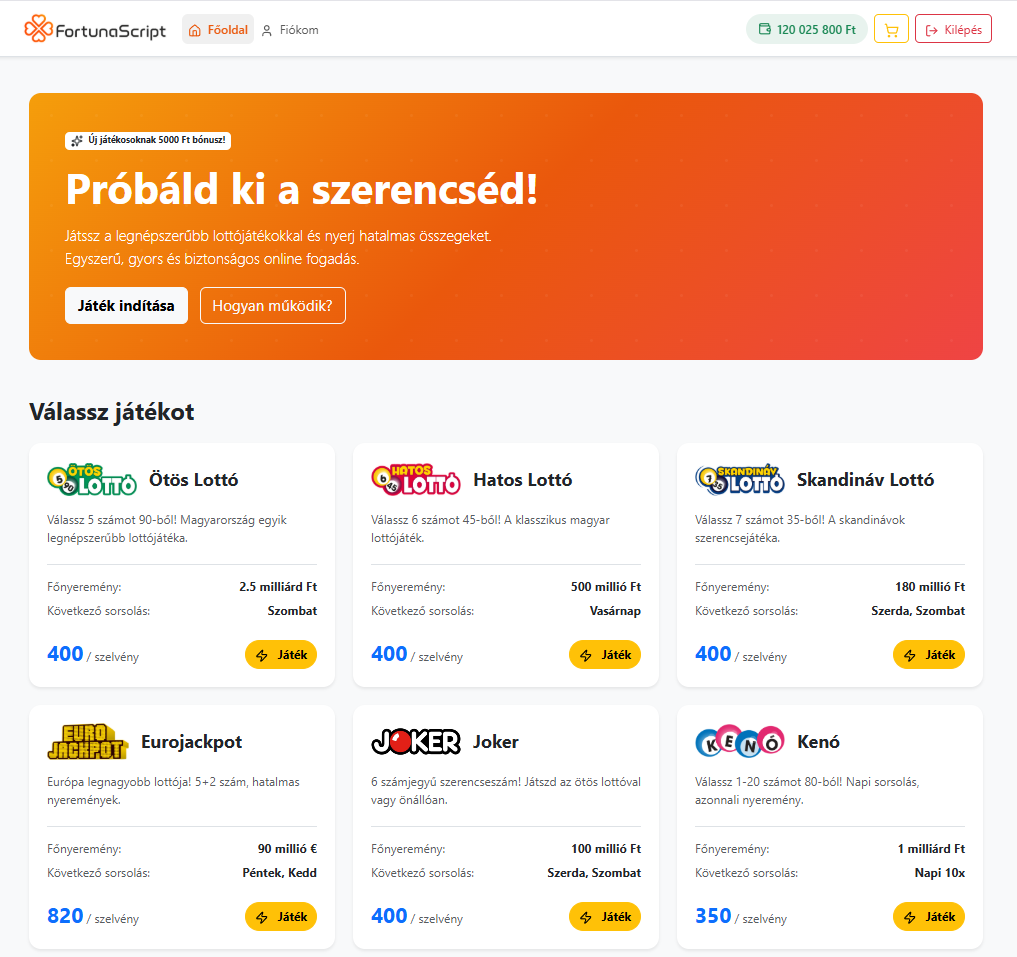 FortunaScript Főoldal Fiókom 120 025 800 Ft Kilépés
Új játékosoknak 5000 Ft bónusz!
Próbáld ki a szerencséd!
Játssz a legnépszerűbb lottójátékokkal és nyerj hatalmas összegeket.
Egyszerű, gyors és biztonságos online fogadás.
Játék indítása Hogyan működik?
Válassz játékot
5 90 ÖTÖS LOTTÓ Ötös Lottó
Válassz 5 számot 90-ből! Magyarország egyik
legnépszerűbb lottójátéka.
Főnyeremény: 2.5 milliárd Ft
Következő sorsolás: Szombat
400 / szelvény Játék
6 45 HATOS LOTTÓ Hatos Lottó
Válassz 6 számot 45-ből! A klasszikus magyar
lottójáték.
Főnyeremény: 500 millió Ft
Következő sorsolás: Vasárnap
400 / szelvény Játék
7 35 SKANDINÁV LOTTÓ Skandináv Lottó
Válassz 7 számot 35-ből! A skandinávok
szerencsejátéka.
Főnyeremény: 180 millió Ft
Következő sorsolás: Szerda, Szombat
400 / szelvény Játék
EURO JACKPOT Eurojackpot
Európa legnagyobb lottója! 5+2 szám, hatalmas
nyeremények.
Főnyeremény: 90 millió €
Következő sorsolás: Péntek, Kedd
820 / szelvény Játék
JOKER Joker
6 számjegyű szerencseszám! Játszd az ötös lottóval
vagy önállóan.
Főnyeremény: 100 millió Ft
Következő sorsolás: Szerda, Szombat
400 / szelvény Játék
KENÓ Kenó
Válassz 1-20 számot 80-ból! Napi sorsolás,
azonnali nyeremény.
Főnyeremény: 1 milliárd Ft
Következő sorsolás: Napi 10x
350 / szelvény Játék